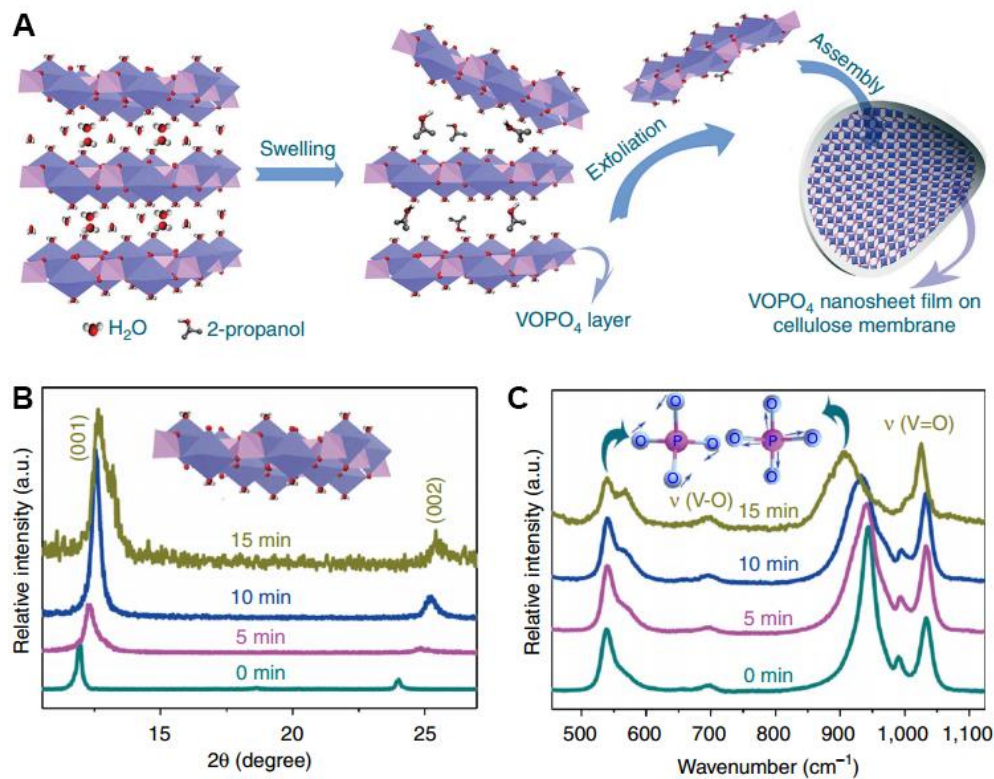 A
Swelling
Exfoliation
Assembly
H₂O
2-propanol
VOPO₄ layer
VOPO₄ nanosheet film on
cellulose membrane
B
Relative intensity (a.u.)
(001)
(002)
15 min
10 min
5 min
0 min
15
20
25
2θ (degree)
C
Relative intensity (a.u.)
O
O
P
O
O
O
O
P
O
O
ν (V=O)
ν (V-O)
15 min
10 min
5 min
0 min
500
600
700
800
900
1,000
1,100
Wavenumber (cm⁻¹)